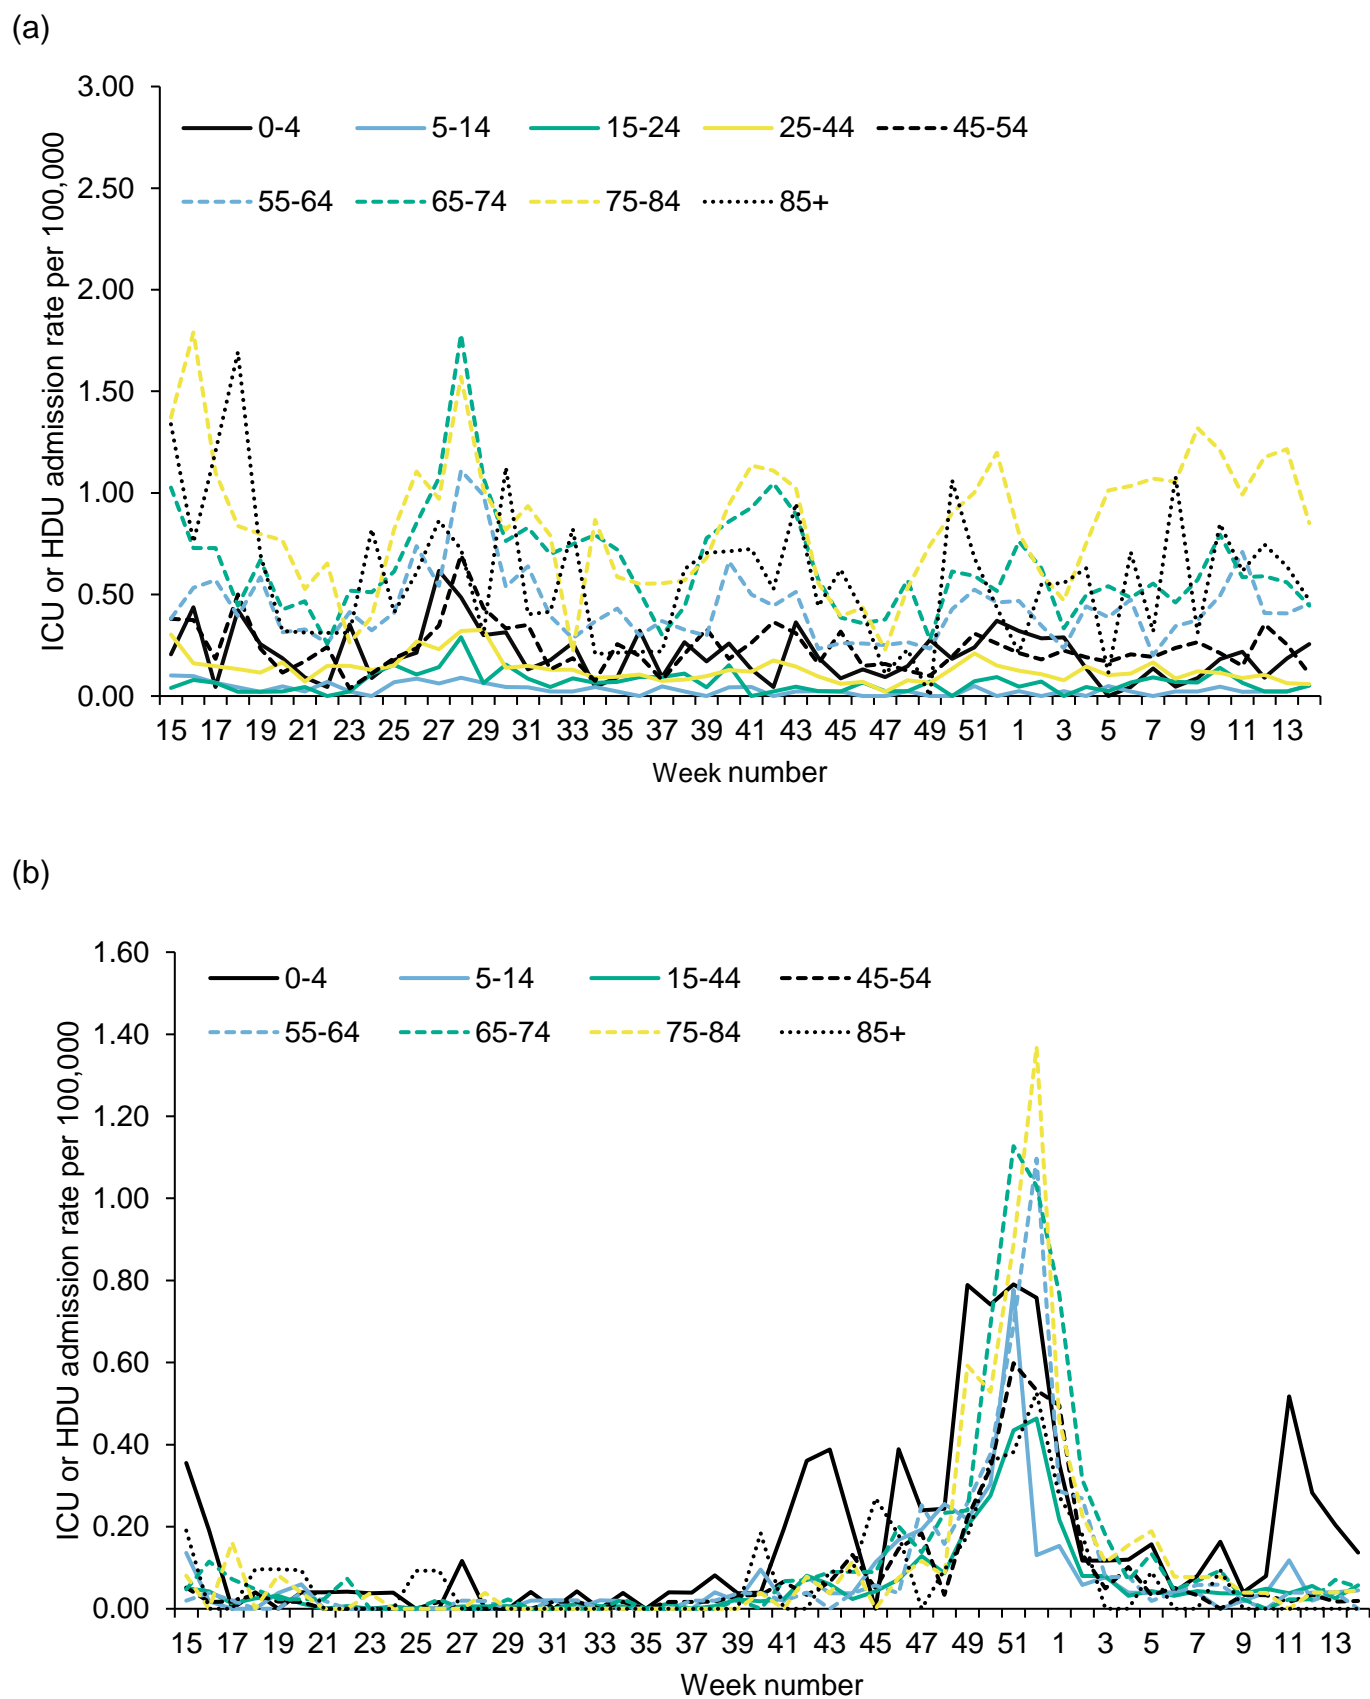 (a)
ICU or HDU admission rate per 100,000
3.00
2.50
2.00
1.50
1.00
0.50
0.00
0-4 5-14 15-24 25-44 45-54
55-64 65-74 75-84 85+
15 17 19 21 23 25 27 29 31 33 35 37 39 41 43 45 47 49 51 1 3 5 7 9 11 13
Week number
(b)
ICU or HDU admission rate per 100,000
1.60
1.40
1.20
1.00
0.80
0.60
0.40
0.20
0.00
0-4 5-14 15-44 45-54
55-64 65-74 75-84 85+
15 17 19 21 23 25 27 29 31 33 35 37 39 41 43 45 47 49 51 1 3 5 7 9 11 13
Week number